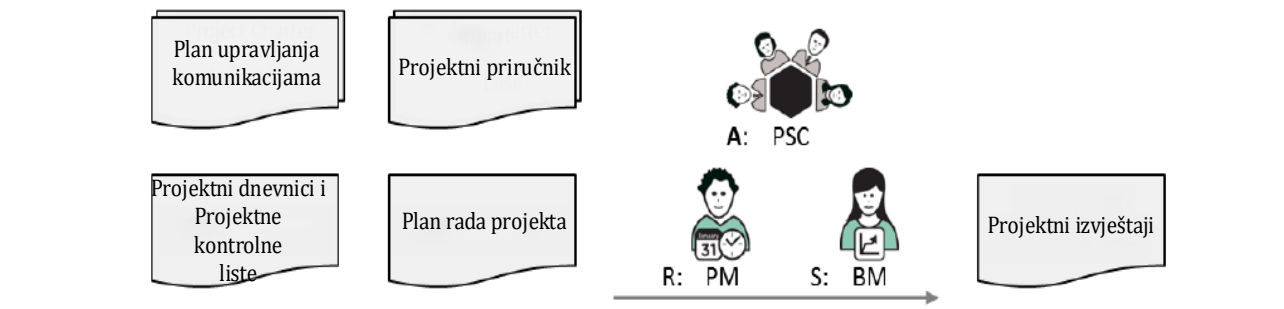 Plan upravljanja
komunikacijama
Projektni priručnik
A: PSC
Projektni dnevnici i
Projektne
kontrolne
liste
Plan rada projekta
January
31
R: PM
S: BM
Projektni izvještaji